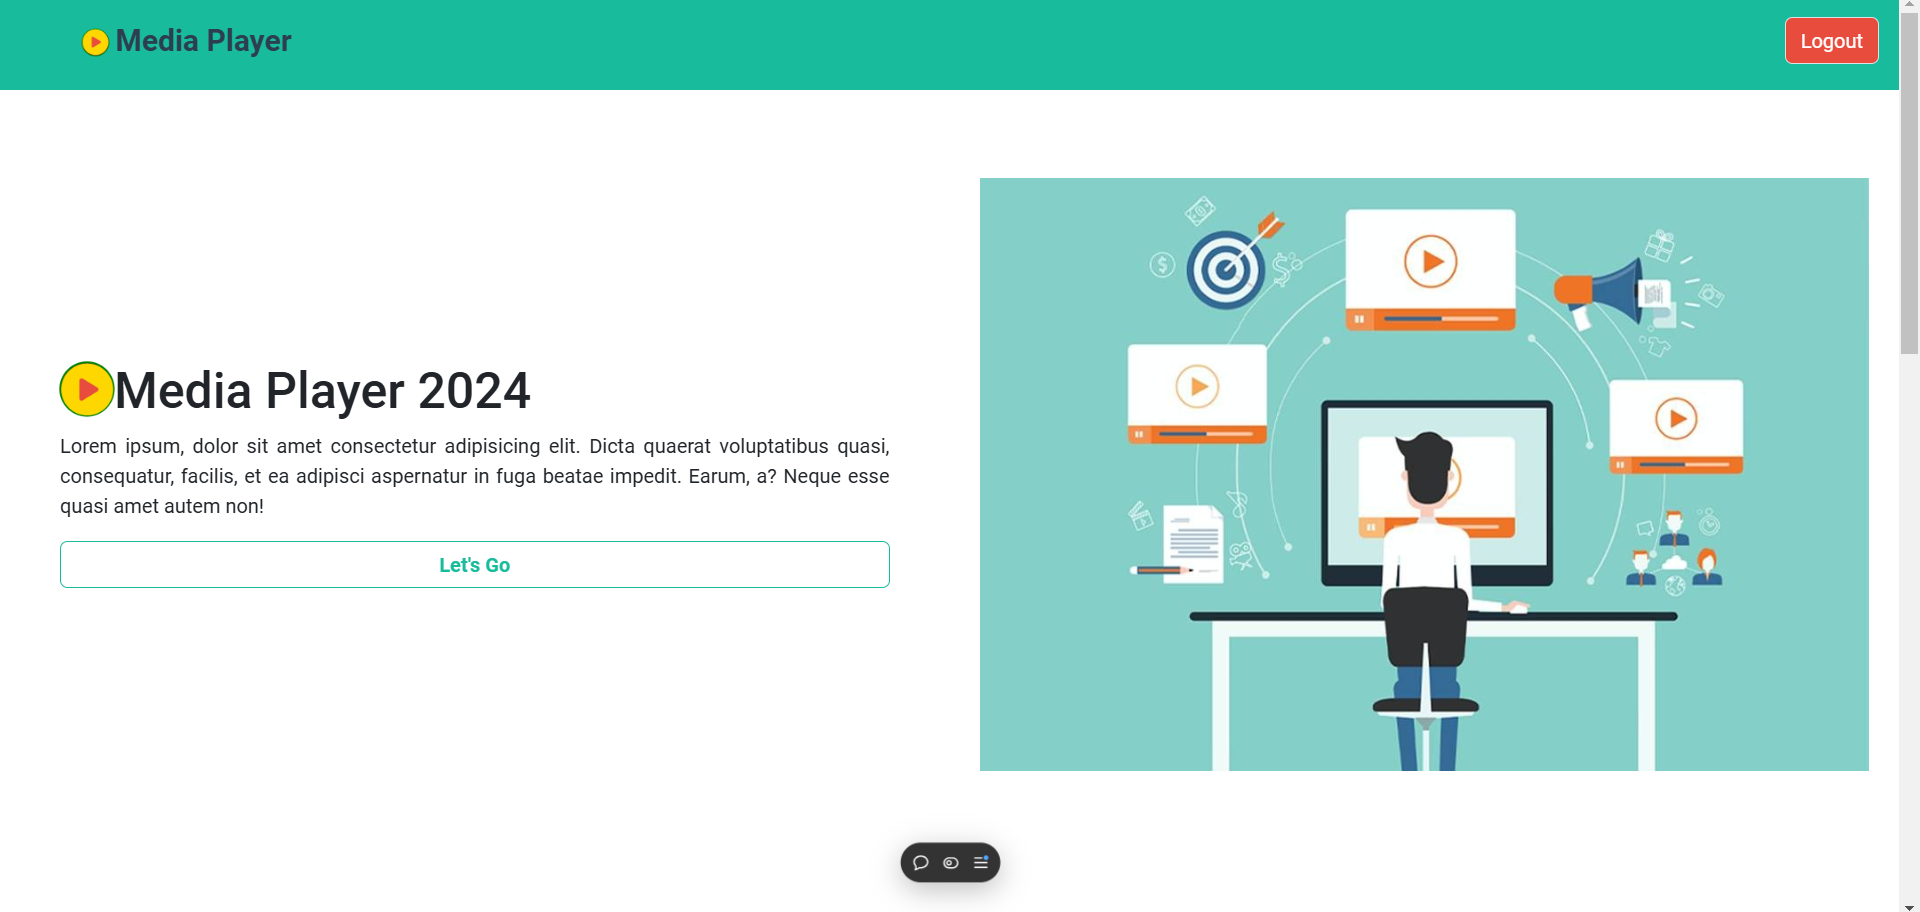 Media Player
Logout
Media Player 2024
Lorem ipsum, dolor sit amet consectetur adipisicing elit. Dicta quaerat voluptatibus quasi,
consequatur, facilis, et ea adipisci aspernatur in fuga beatae impedit. Earum, a? Neque esse
quasi amet autem non!
Let's Go